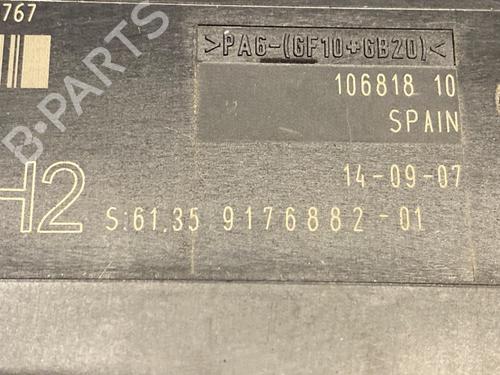 767
>PA6-(GF10+GB20)<
106818 10
SPAIN
14-09-07
H2
S:61.35 9176882-01
B-PARTS